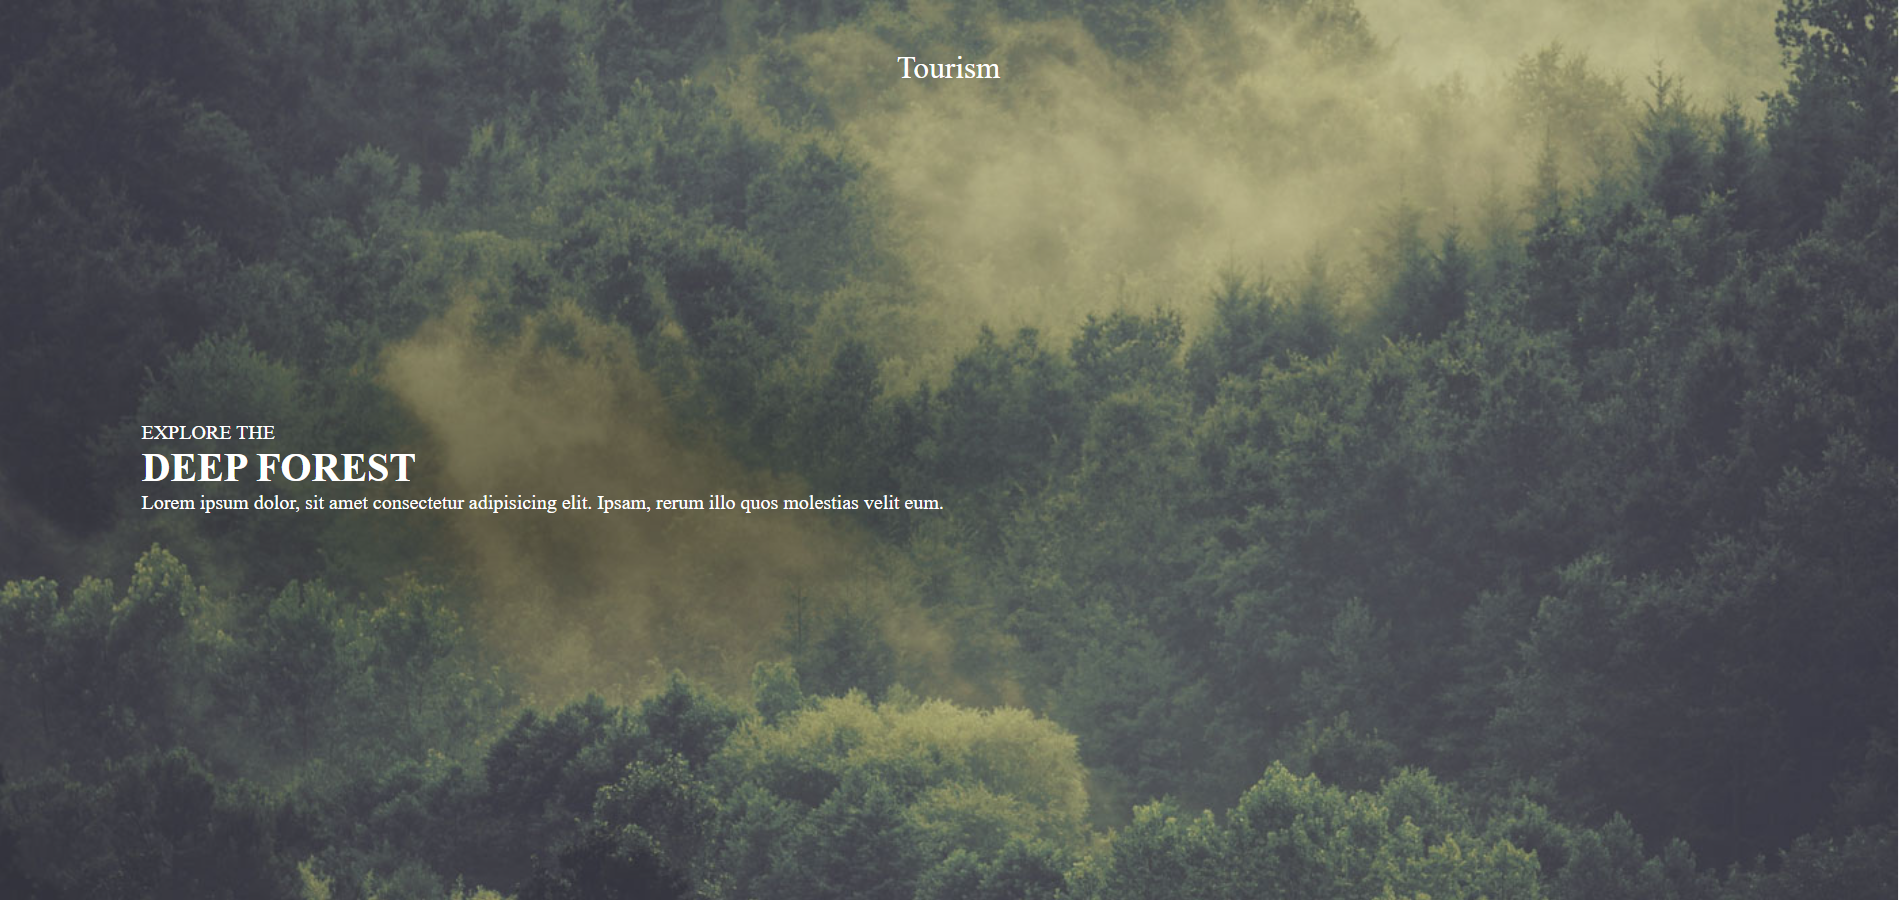 Tourism
EXPLORE THE
DEEP FOREST
Lorem ipsum dolor, sit amet consectetur adipisicing elit. Ipsam, rerum illo quos molestias velit eum.